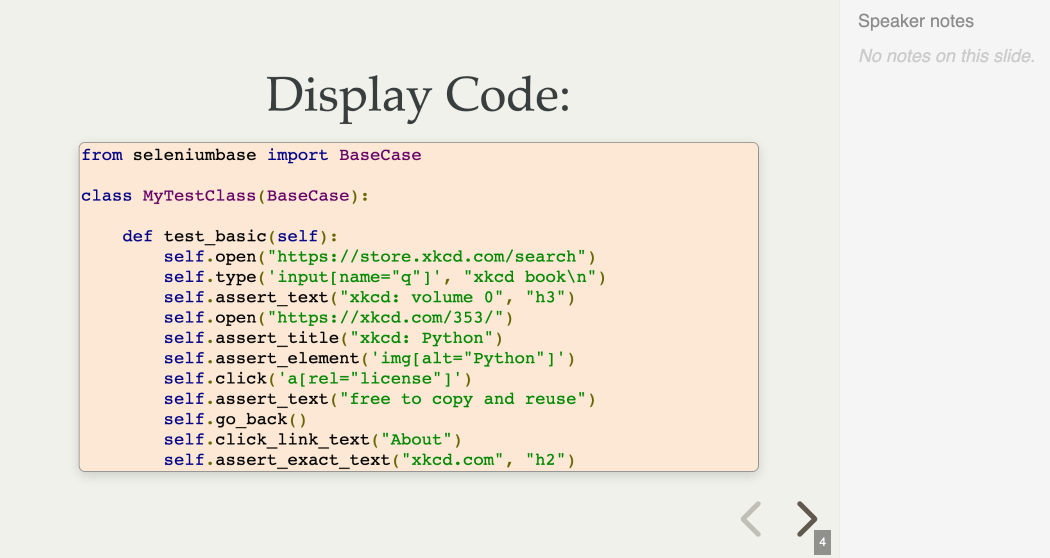 Display Code:
from seleniumbase import BaseCase
class MyTestClass(BaseCase):
    def test_basic(self):
        self.open("https://store.xkcd.com/search")
        self.type('input[name="q"]', "xkcd book\n")
        self.assert_text("xkcd: volume 0", "h3")
        self.open("https://xkcd.com/353/")
        self.assert_title("xkcd: Python")
        self.assert_element('img[alt="Python"]')
        self.click('a[rel="license"]')
        self.assert_text("free to copy and reuse")
        self.go_back()
        self.click_link_text("About")
        self.assert_exact_text("xkcd.com", "h2")
4
Speaker notes
No notes on this slide.